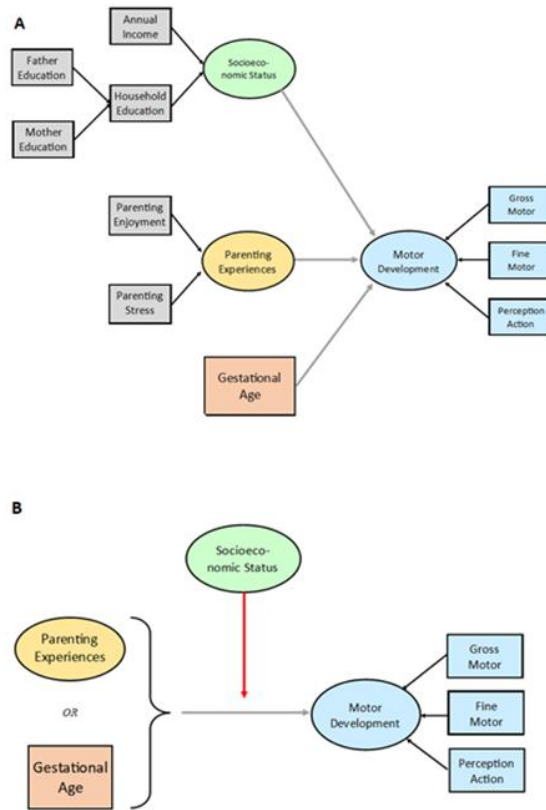 A
Annual
Income
Father
Education
Socioeco-
nomic Status
Household
Education
Mother
Education
Parenting
Enjoyment
Gross
Motor
Parenting
Experiences
Motor
Development
Fine
Motor
Parenting
Stress
Perception
Action
Gestational
Age
B
Socioeco-
nomic Status
Parenting
Experiences
Gross
Motor
OR
Motor
Development
Fine
Motor
Gestational
Age
Perception
Action